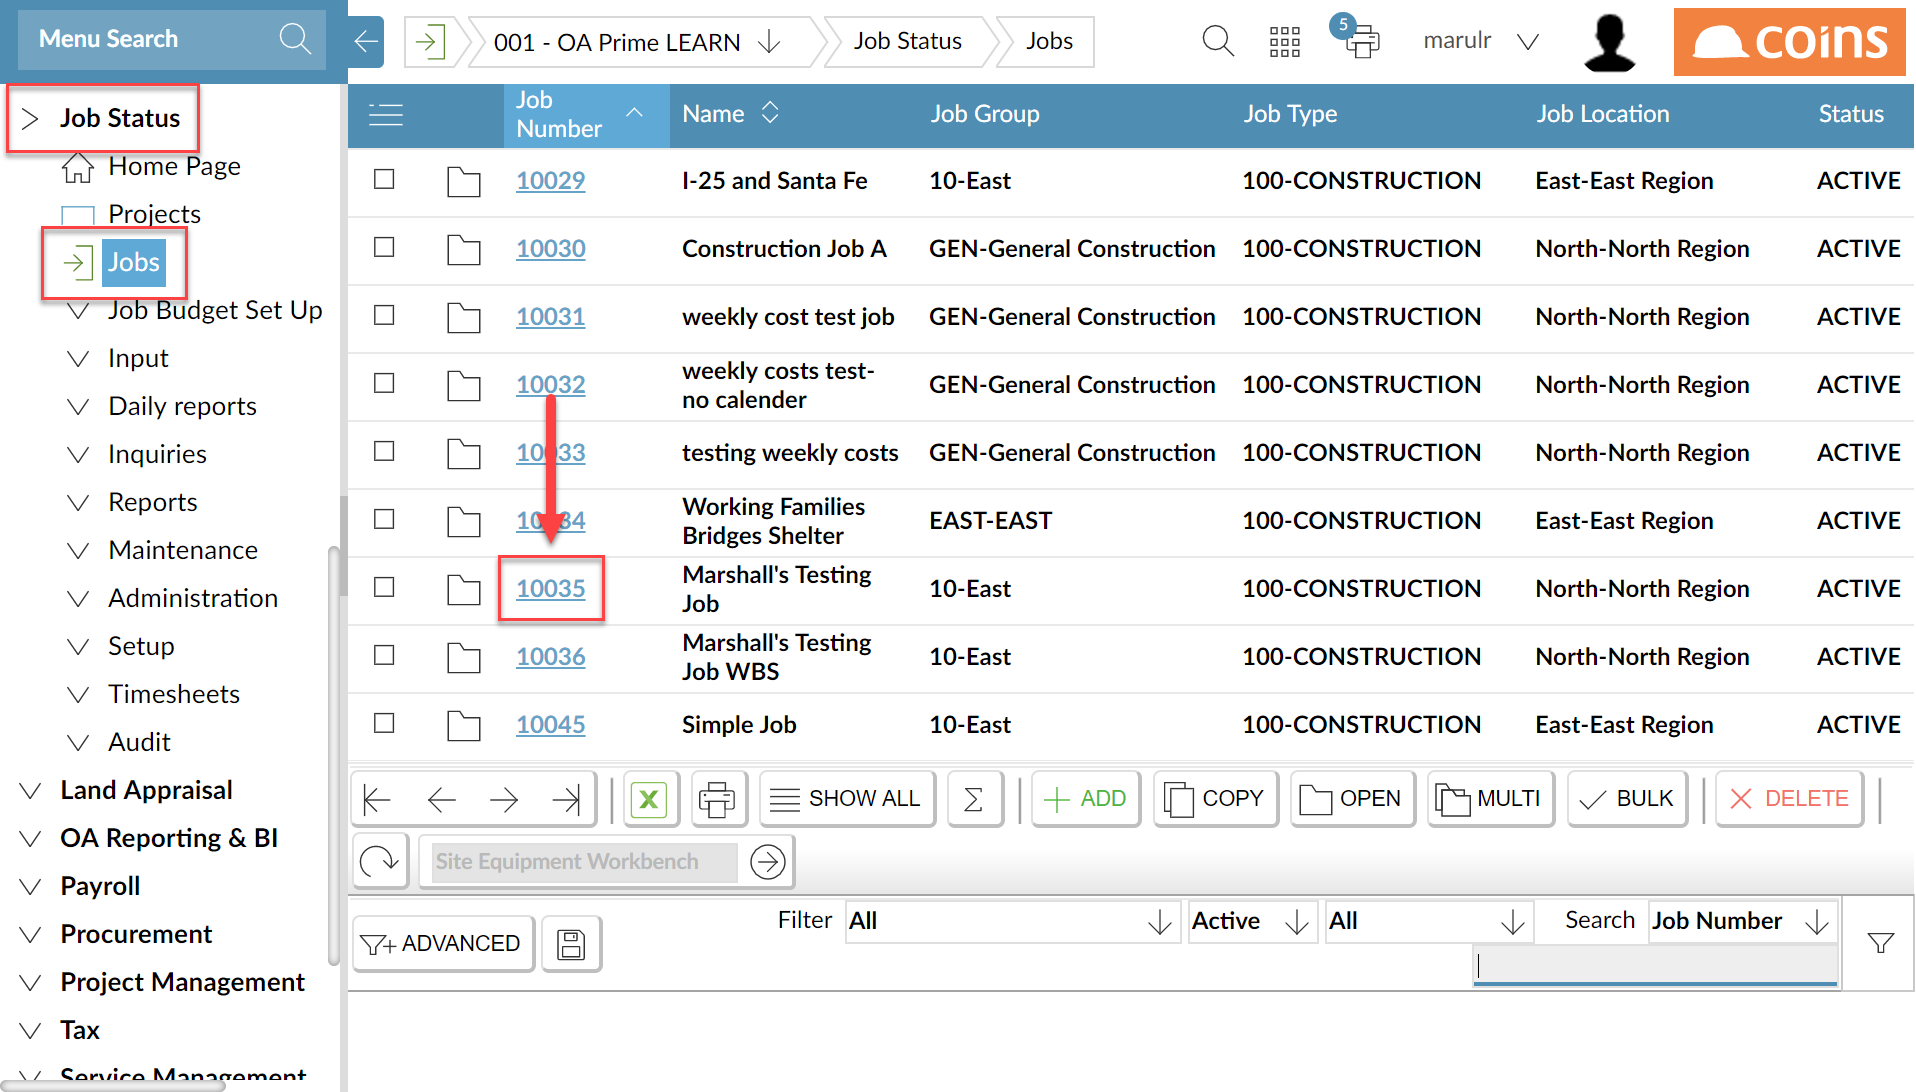 Menu Search
001 - OA Prime LEARN
Job Status
Jobs
5
marulr
coins
Job Status
Home Page
Projects
Jobs
Job Budget Set Up
Input
Daily reports
Inquiries
Reports
Maintenance
Administration
Setup
Timesheets
Audit
Land Appraisal
OA Reporting & BI
Payroll
Procurement
Project Management
Tax
Service Management
Job
Number
Name
Job Group
Job Type
Job Location
Status
10029 I-25 and Santa Fe 10-East 100-CONSTRUCTION East-East Region ACTIVE
10030 Construction Job A GEN-General Construction 100-CONSTRUCTION North-North Region ACTIVE
10031 weekly cost test job GEN-General Construction 100-CONSTRUCTION North-North Region ACTIVE
10032 weekly costs test-
no calender GEN-General Construction 100-CONSTRUCTION North-North Region ACTIVE
10033 testing weekly costs GEN-General Construction 100-CONSTRUCTION North-North Region ACTIVE
10034 Working Families
Bridges Shelter EAST-EAST 100-CONSTRUCTION East-East Region ACTIVE
10035 Marshall's Testing
Job 10-East 100-CONSTRUCTION North-North Region ACTIVE
10036 Marshall's Testing
Job WBS 10-East 100-CONSTRUCTION North-North Region ACTIVE
10045 Simple Job 10-East 100-CONSTRUCTION East-East Region ACTIVE
X
SHOW ALL
Σ
ADD
COPY
OPEN
MULTI
BULK
DELETE
Site Equipment Workbench
ADVANCED
Filter All
Active
All
Search Job Number